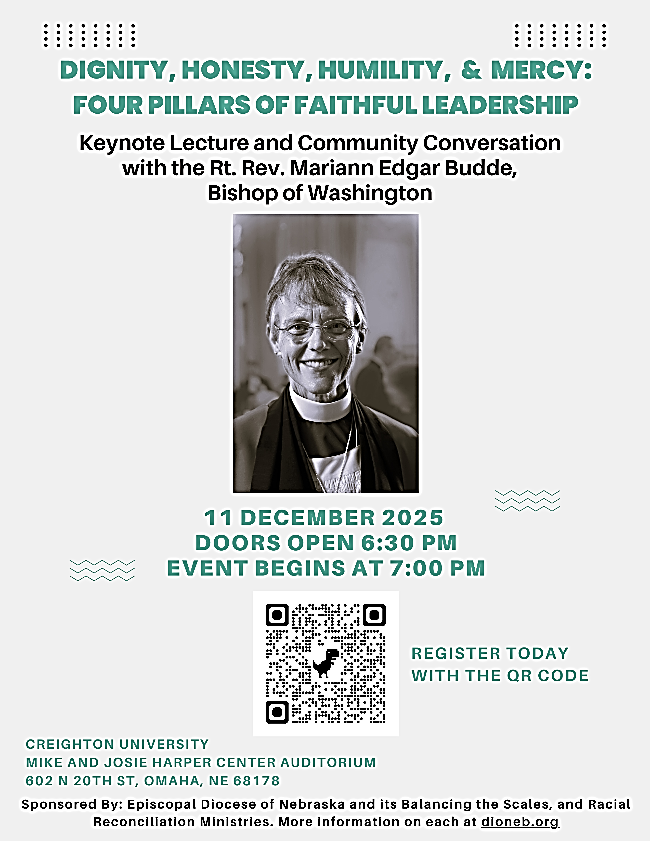 DIGNITY, HONESTY, HUMILITY, & MERCY:
FOUR PILLARS OF FAITHFUL LEADERSHIP
Keynote Lecture and Community Conversation
with the Rt. Rev. Mariann Edgar Budde,
Bishop of Washington
11 DECEMBER 2025
DOORS OPEN 6:30 PM
EVENT BEGINS AT 7:00 PM
REGISTER TODAY
WITH THE QR CODE
CREIGHTON UNIVERSITY
MIKE AND JOSIE HARPER CENTER AUDITORIUM
602 N 20TH ST, OMAHA, NE 68178
Sponsored By: Episcopal Diocese of Nebraska and its Balancing the Scales, and Racial
Reconciliation Ministries. More information on each at dioneb.org